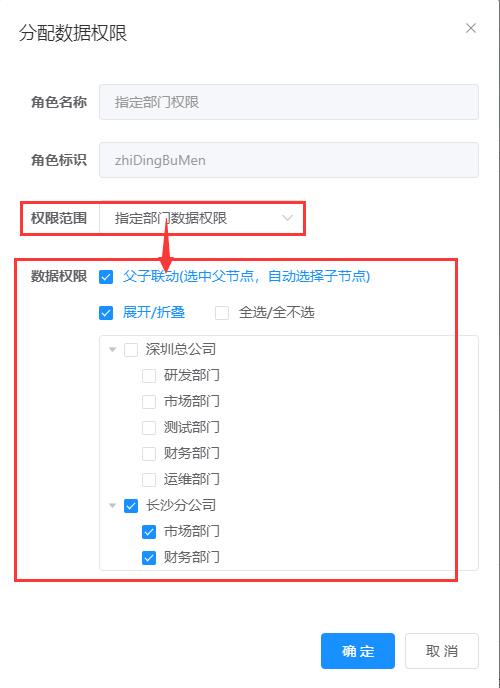 分配数据权限
角色名称 指定部门权限
角色标识 zhiDingBuMen
权限范围 指定部门数据权限
数据权限 父子联动(选中父节点，自动选择子节点)
展开/折叠 全选/全不选
深圳总公司
研发部门
市场部门
测试部门
财务部门
运维部门
长沙分公司
市场部门
财务部门
确 定 取 消